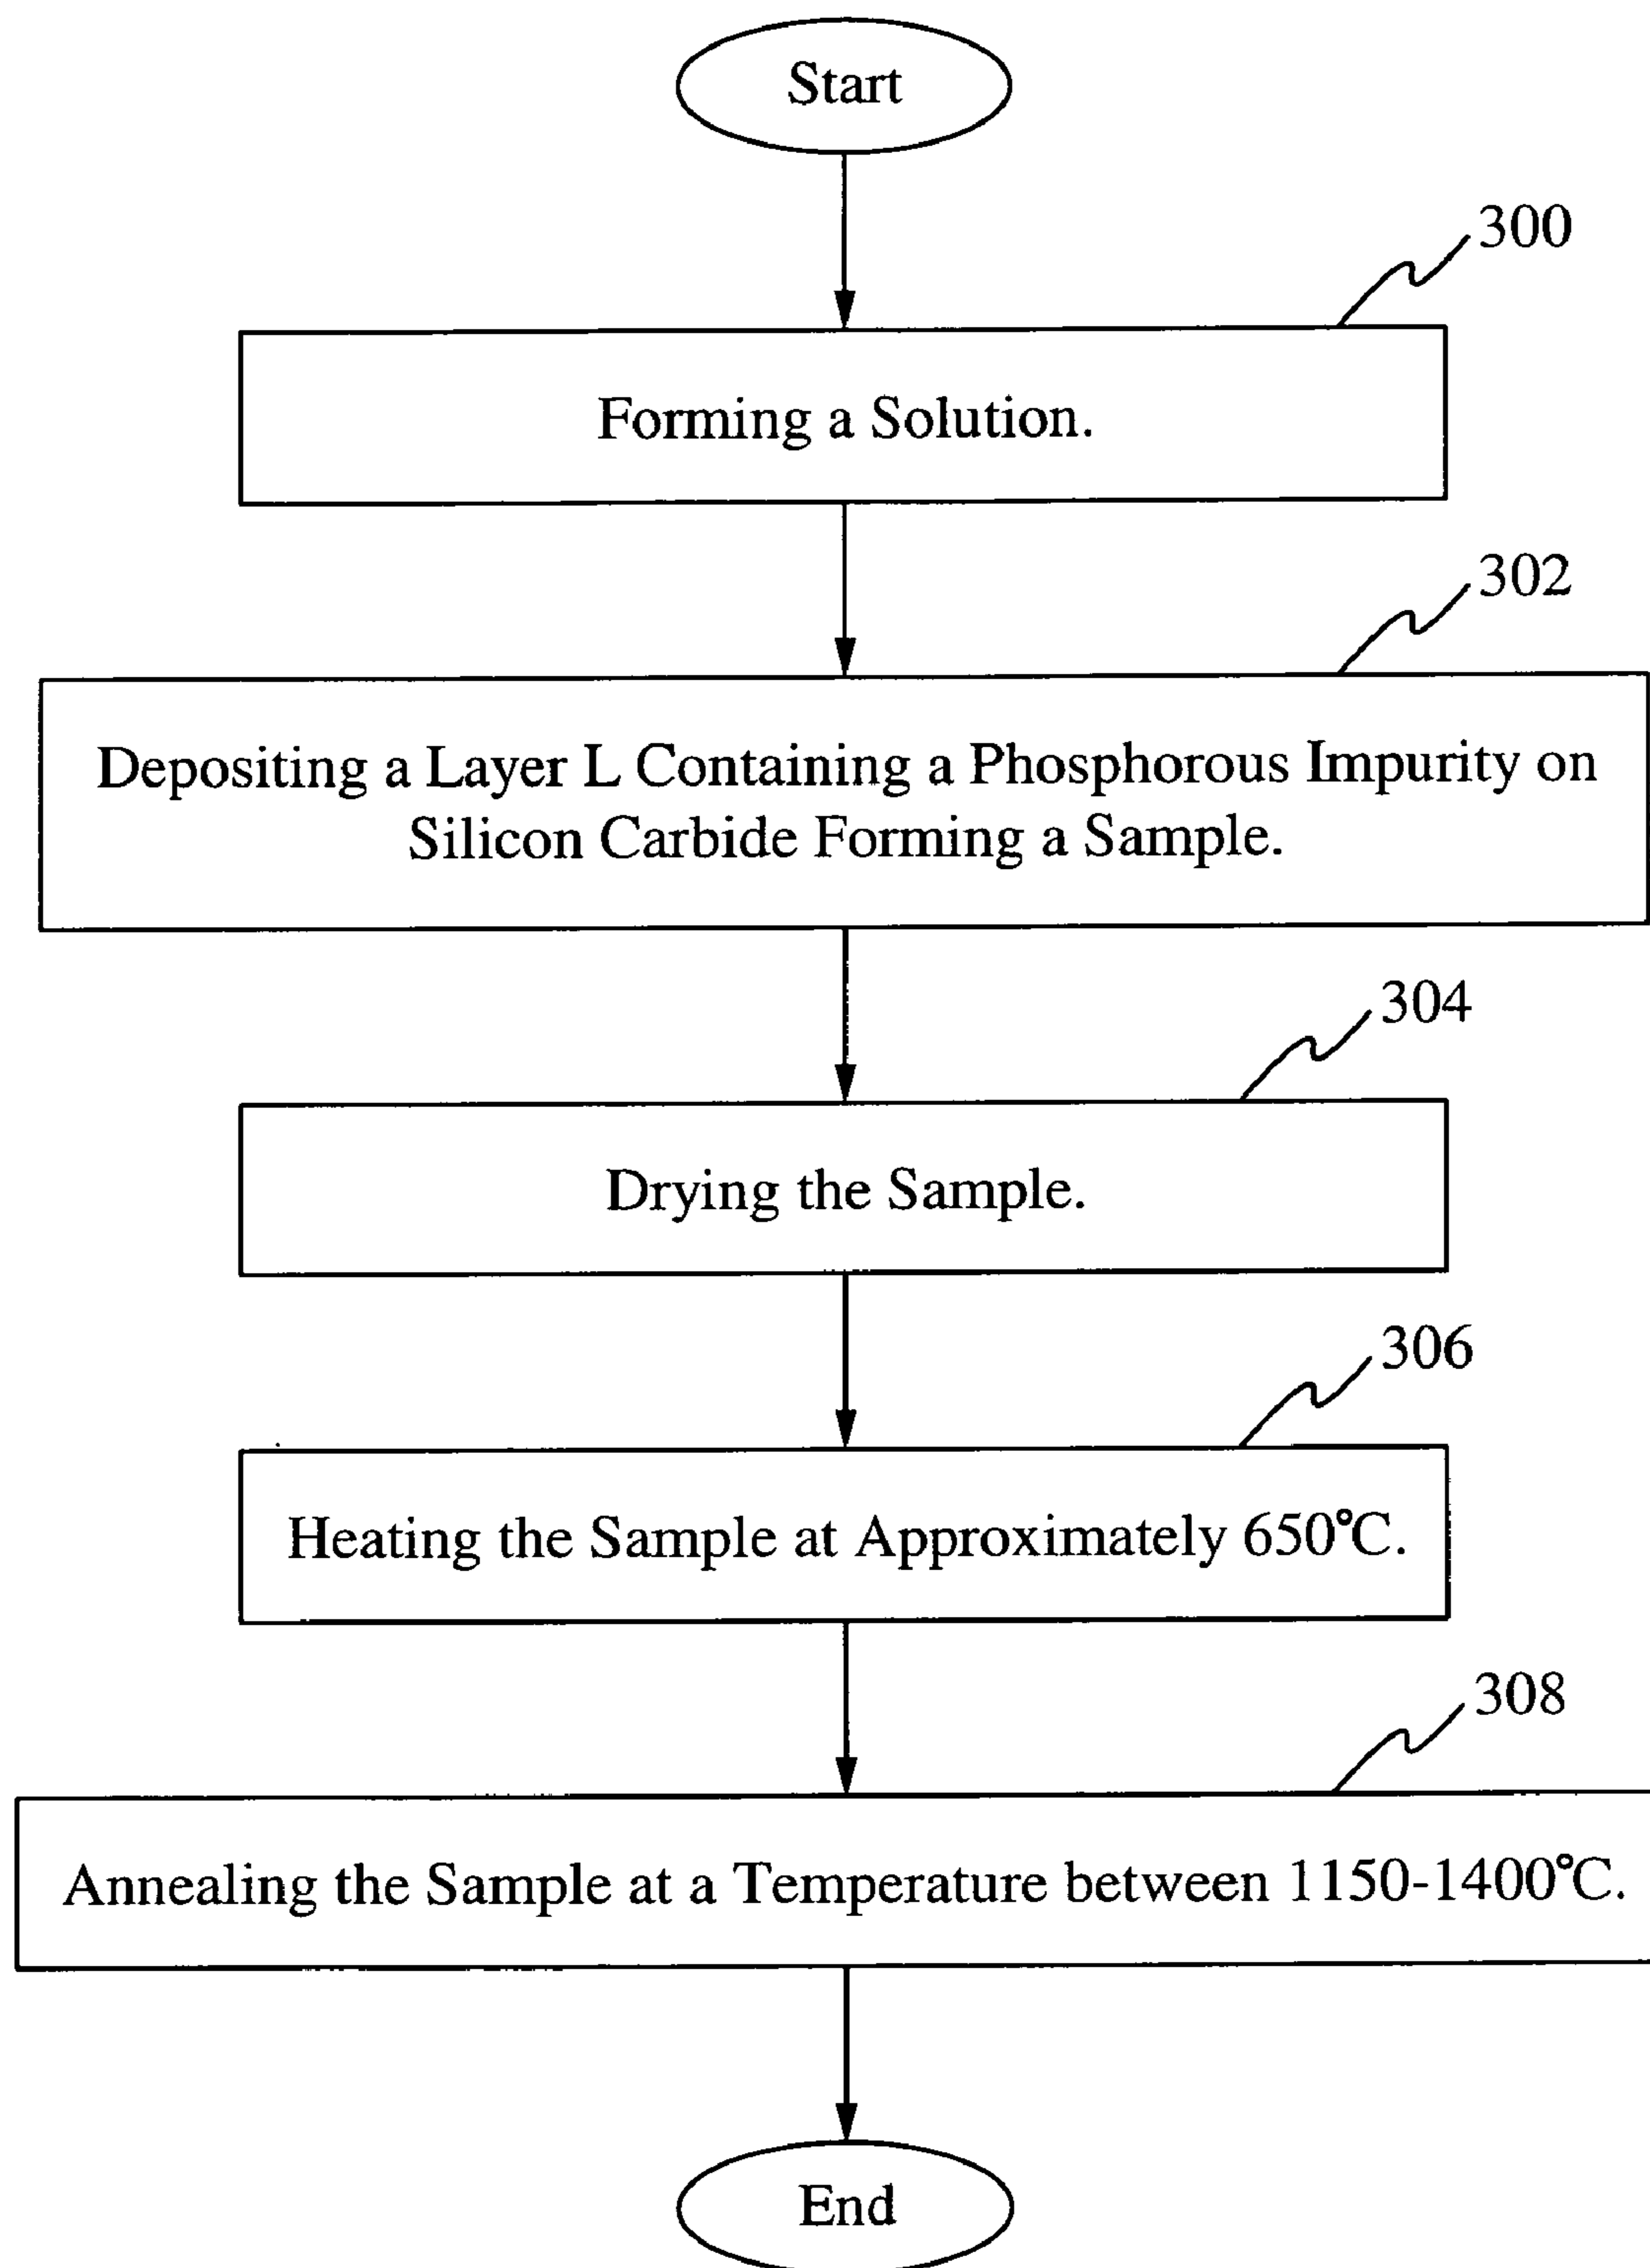 Start
300
Forming a Solution.
302
Depositing a Layer L Containing a Phosphorous Impurity on
Silicon Carbide Forming a Sample.
304
Drying the Sample.
306
Heating the Sample at Approximately 650°C.
308
Annealing the Sample at a Temperature between 1150-1400°C.
End